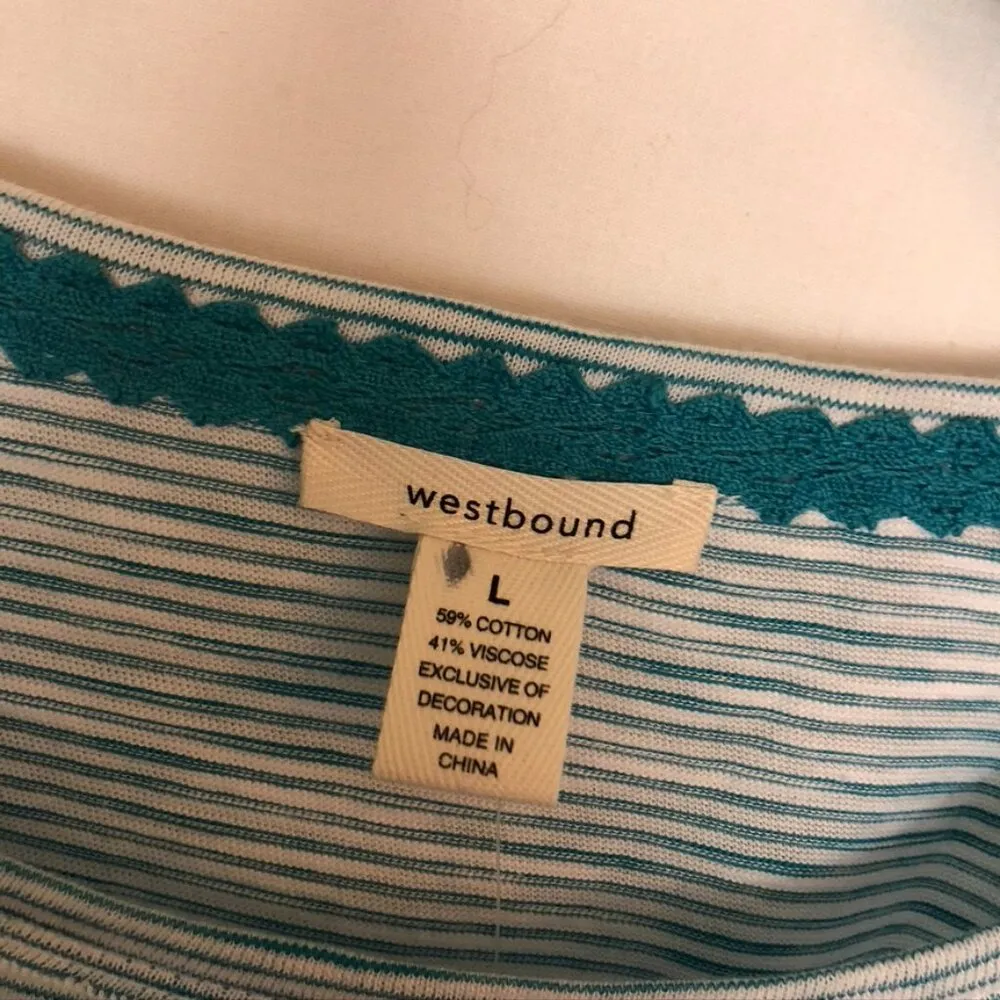 westbound
L
59% COTTON
41% VISCOSE
EXCLUSIVE OF
DECORATION
MADE IN
CHINA